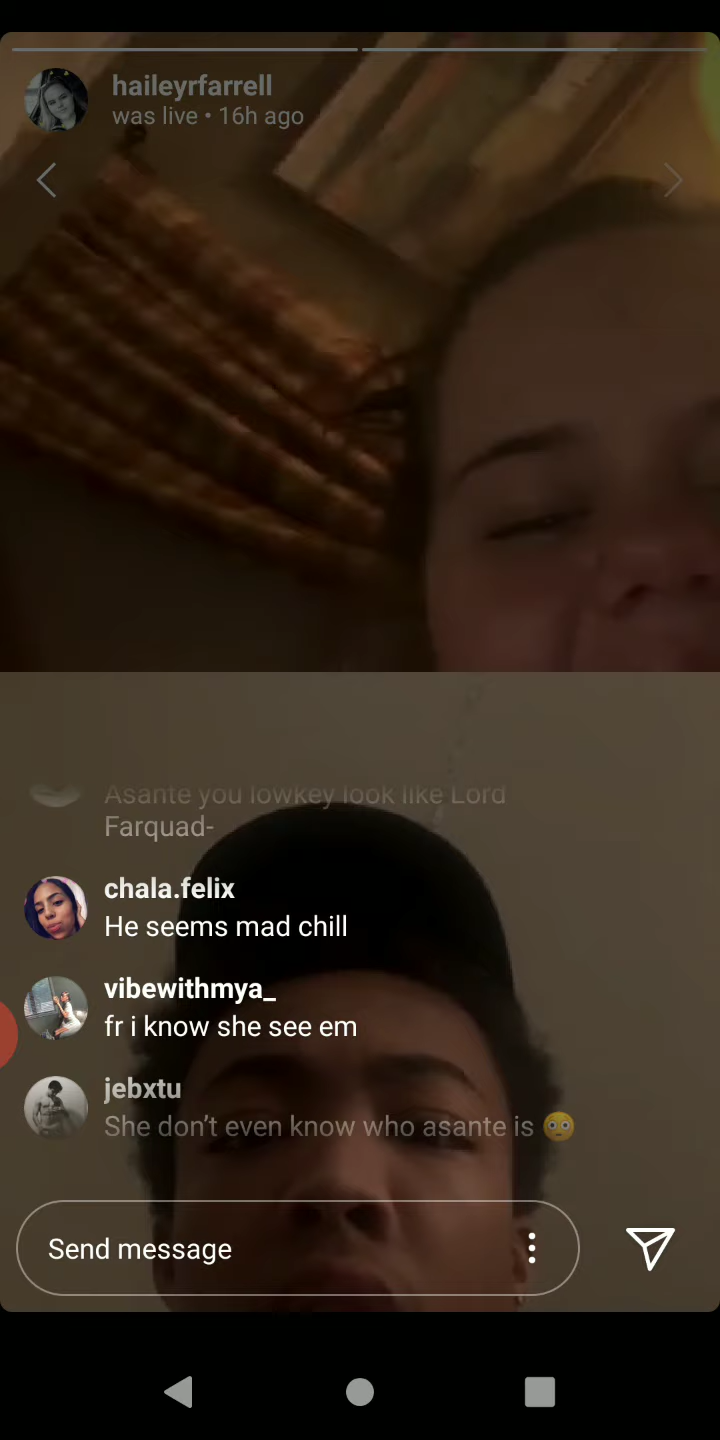 haileyrfarrell
was live • 16h ago
Asante you lowkey look like Lord
Farquad-
chala.felix
He seems mad chill
vibewithmya_
fr i know she see em
jebxtu
She don’t even know who asante is 😳
Send message